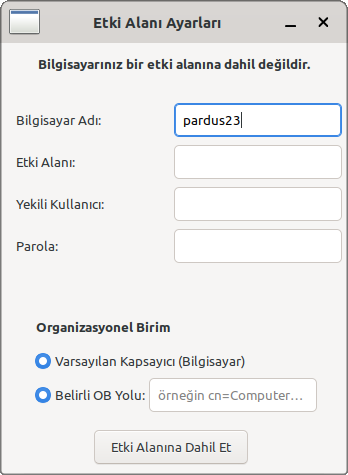 Etki Alanı Ayarları
Bilgisayarınız bir etki alanına dahil değildir.
Bilgisayar Adı:
pardus23
Etki Alanı:
Yekili Kullanıcı:
Parola:
Organizasyonel Birim
Varsayılan Kapsayıcı (Bilgisayar)
Belirli OB Yolu:
örneğin cn=Computer...
Etki Alanına Dahil Et